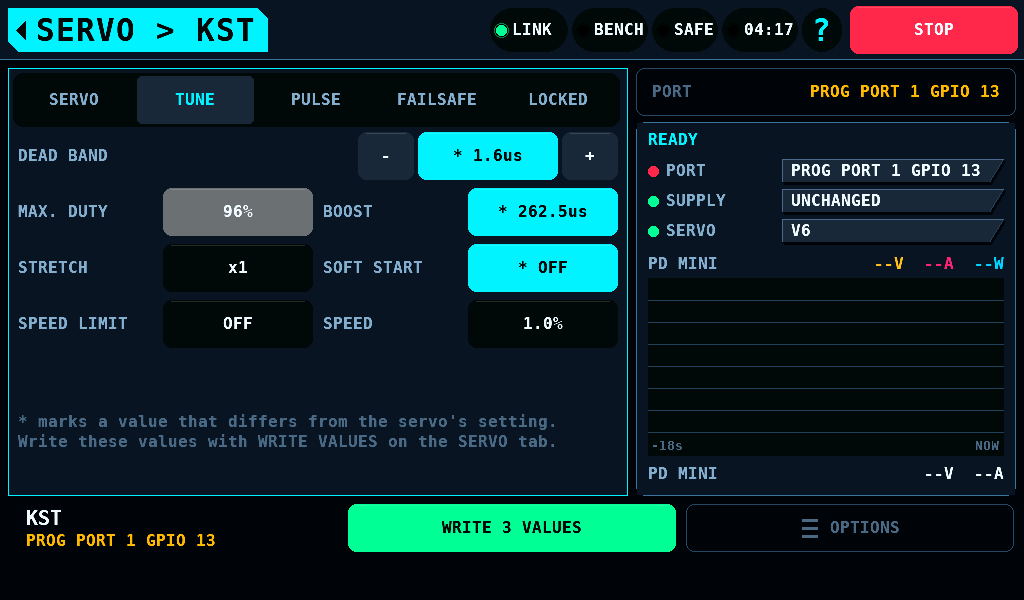 SERVO > KST
LINK
BENCH
SAFE
04:17
?
STOP
SERVO
TUNE
PULSE
FAILSAFE
LOCKED
DEAD BAND
-
* 1.6us
+
MAX. DUTY
96%
BOOST
* 262.5us
STRETCH
x1
SOFT START
* OFF
SPEED LIMIT
OFF
SPEED
1.0%
* marks a value that differs from the servo's setting.
Write these values with WRITE VALUES on the SERVO tab.
PORT
PROG PORT 1 GPIO 13
READY
PORT
PROG PORT 1 GPIO 13
SUPPLY
UNCHANGED
SERVO
V6
PD MINI
--V
--A
--W
-18s
NOW
PD MINI
--V
--A
KST
PROG PORT 1 GPIO 13
WRITE 3 VALUES
OPTIONS